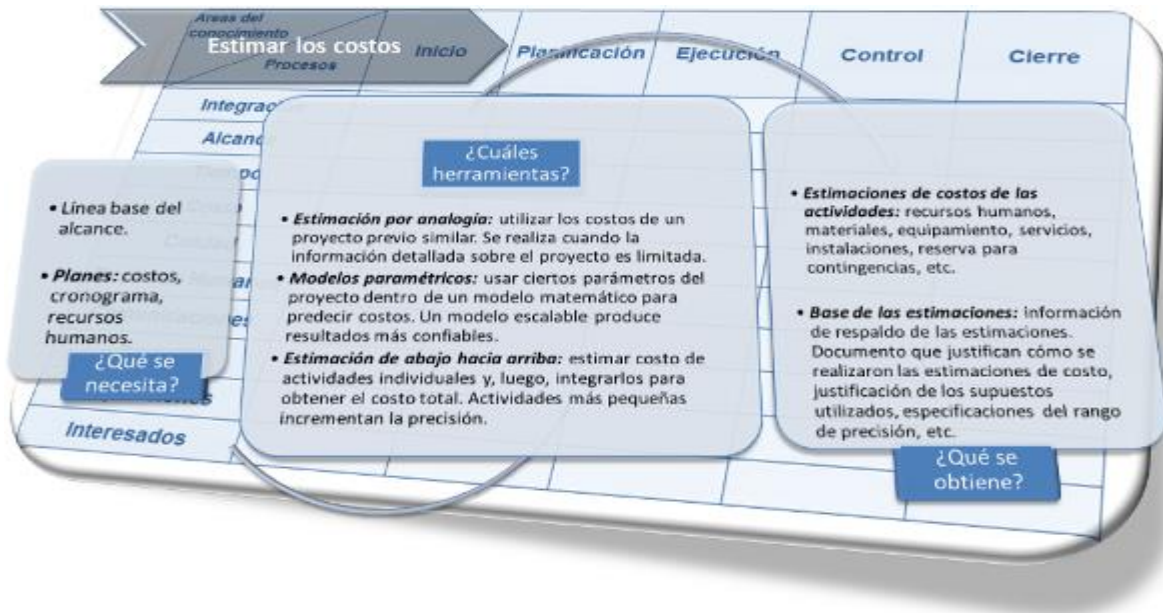 Áreas del
conocimiento
Estimar los costos
Procesos
Inicio
Planificación
Ejecución
Control
Cierre
Alcance
Interesados
• Línea base del
alcance.
• Planes: costos,
cronograma,
recursos
humanos.
¿Qué se
necesita?
¿Cuáles
herramientas?
• Estimación por analogía: utilizar los costos de un
proyecto previo similar. Se realiza cuando la
información detallada sobre el proyecto es limitada.
• Modelos paramétricos: usar ciertos parámetros del
proyecto dentro de un modelo matemático para
predecir costos. Un modelo escalable produce
resultados más confiables.
• Estimación de abajo hacia arriba: estimar costo de
actividades individuales y, luego, integrarlos para
obtener el costo total. Actividades más pequeñas
incrementan la precisión.
• Estimaciones de costos de las
actividades: recursos humanos,
materiales, equipamiento, servicios,
instalaciones, reserva para
contingencias, etc.
• Base de las estimaciones: información
de respaldo de las estimaciones.
Documento que justifican cómo se
realizaron las estimaciones de costo,
justificación de los supuestos
utilizados, especificaciones del rango
de precisión, etc.
¿Qué se
obtiene?